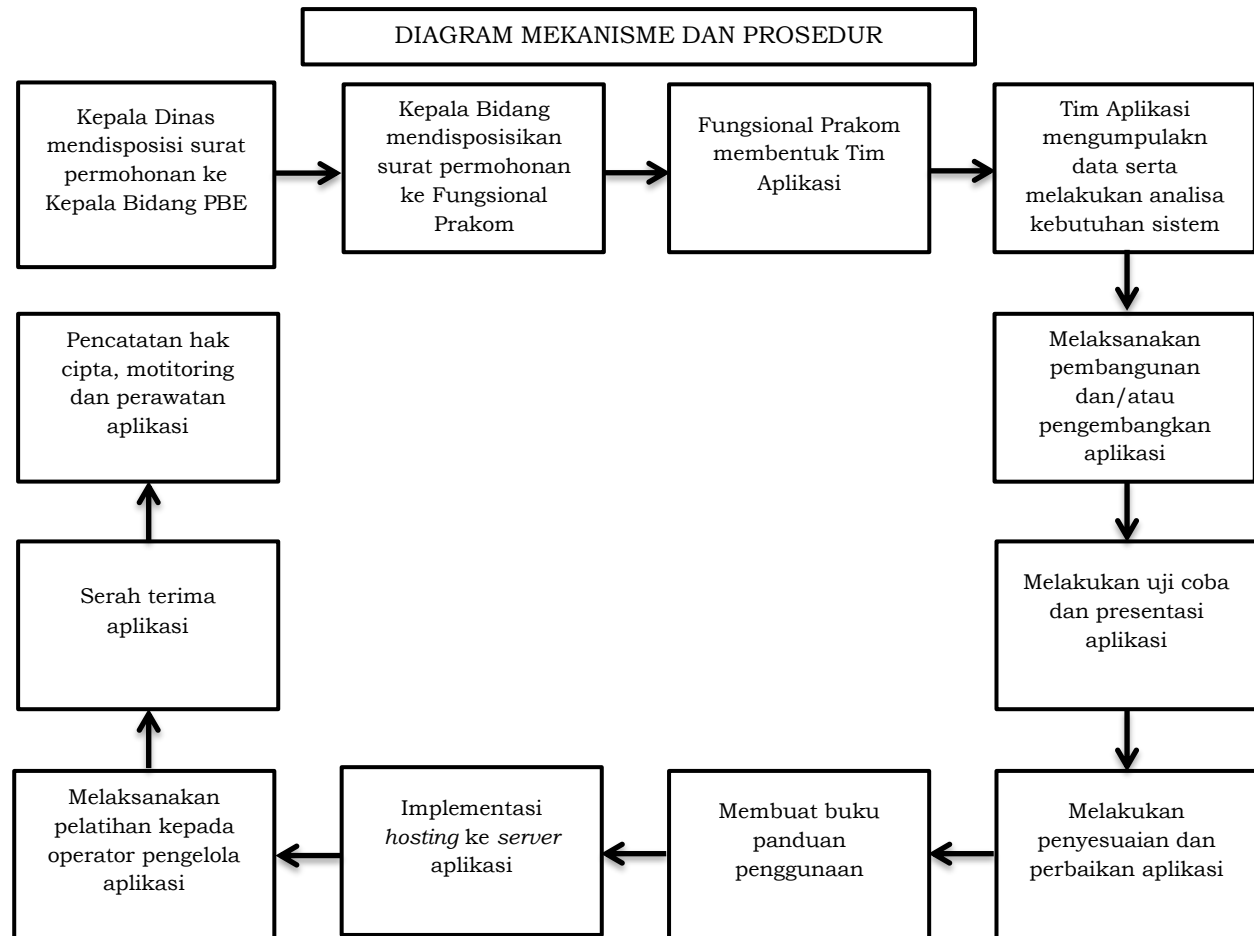 DIAGRAM MEKANISME DAN PROSEDUR
Kepala Dinas
mendisposisi surat
permohonan ke
Kepala Bidang PBE
Kepala Bidang
mendisposisikan
surat permohonan
ke Fungsional
Prakom
Fungsional Prakom
membentuk Tim
Aplikasi
Tim Aplikasi
mengumpulakn
data serta
melakukan analisa
kebutuhan sistem
Melaksanakan
pembangunan
dan/atau
pengembangkan
aplikasi
Melakukan uji coba
dan presentasi
aplikasi
Melakukan
penyesuaian dan
perbaikan aplikasi
Membuat buku
panduan
penggunaan
Implementasi
hosting ke server
aplikasi
Melaksanakan
pelatihan kepada
operator pengelola
aplikasi
Serah terima
aplikasi
Pencatatan hak
cipta, motitoring
dan perawatan
aplikasi